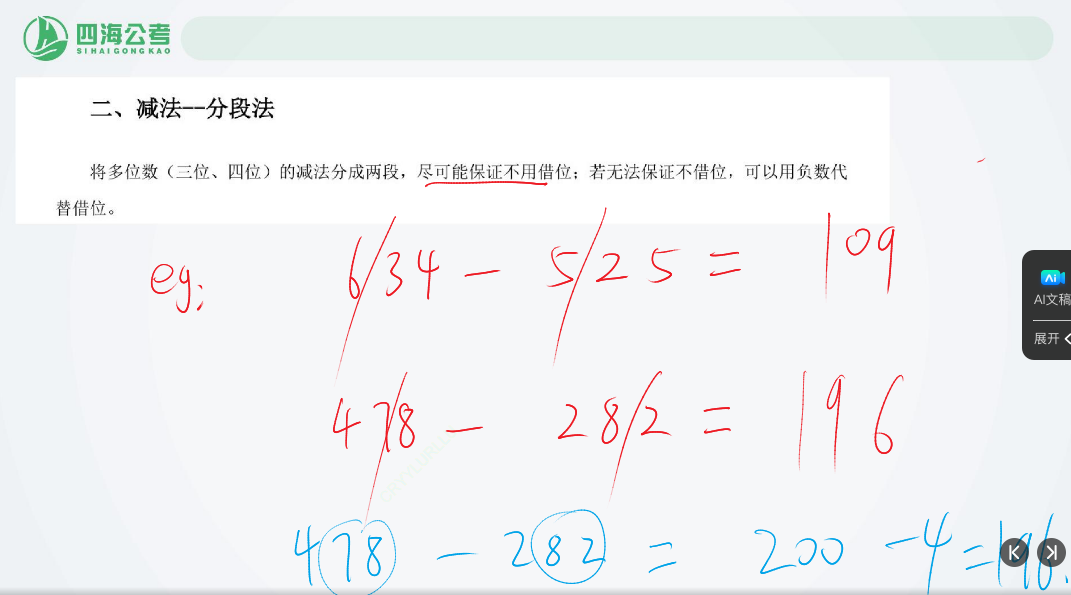 四海公考
SIHAIGONGKAO
二、减法--分段法
将多位数（三位、四位）的减法分成两段，尽可能保证不用借位；若无法保证不借位，可以用负数代
替借位。
eg: 6/34 - 5/25 = 109
47/8 - 28/2 = 196
478 - 282 = 200 - 4 = 196.
Ai
AI文稿
展开